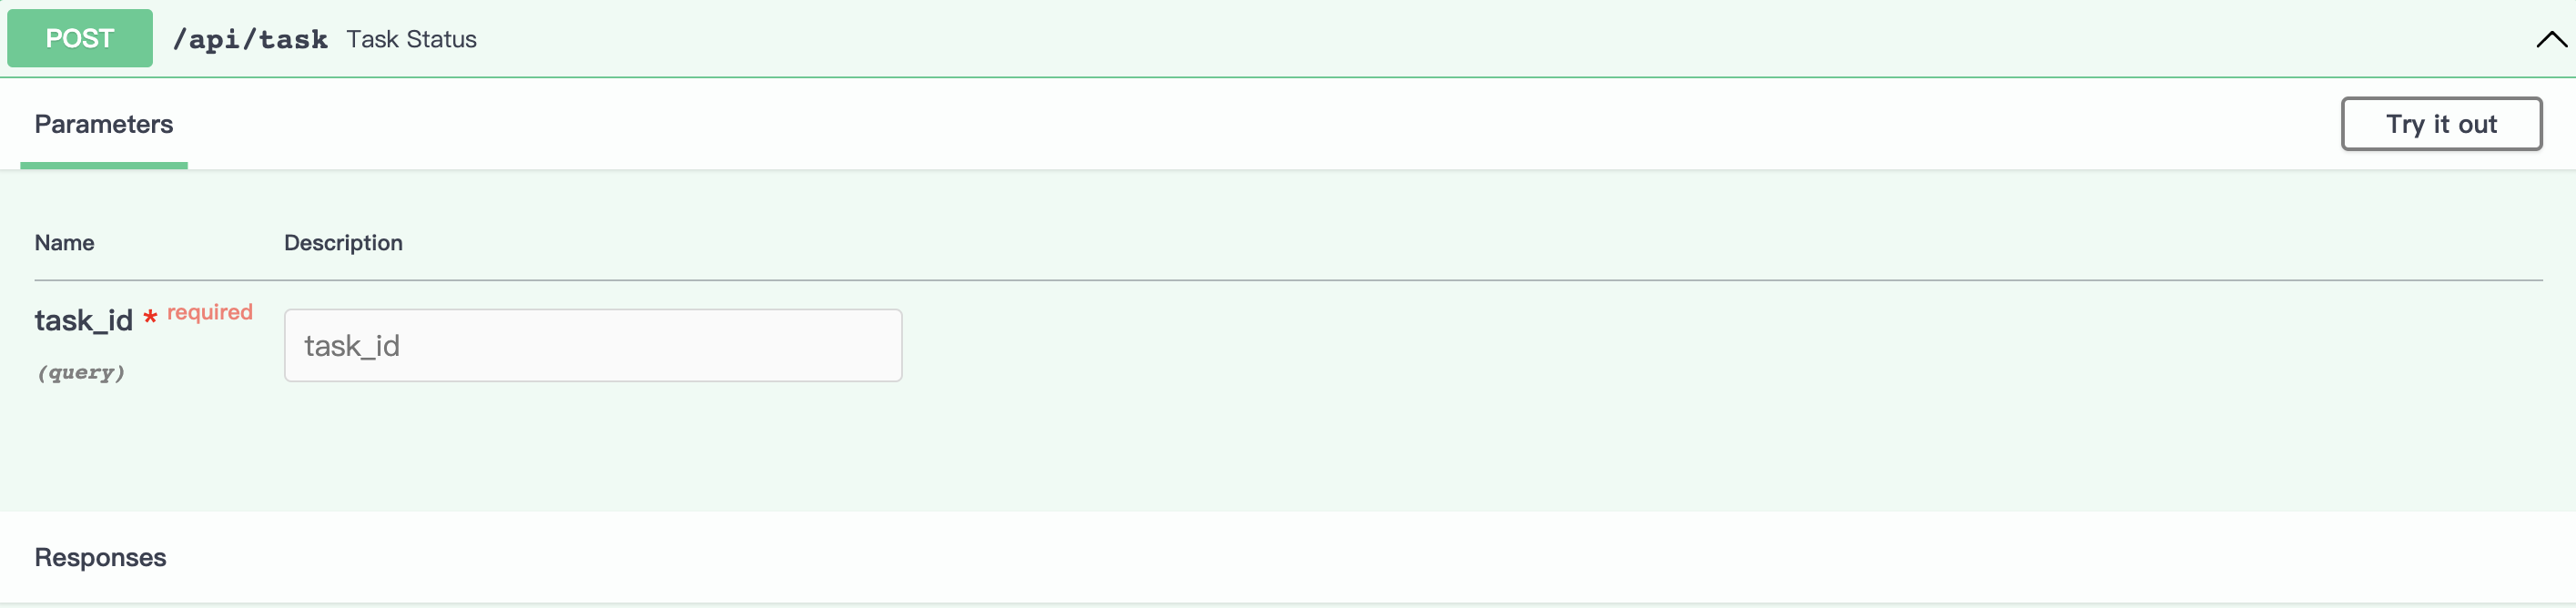 POST /api/task Task Status
Parameters
Try it out
Name Description
task_id * required
task_id
(query)
Responses